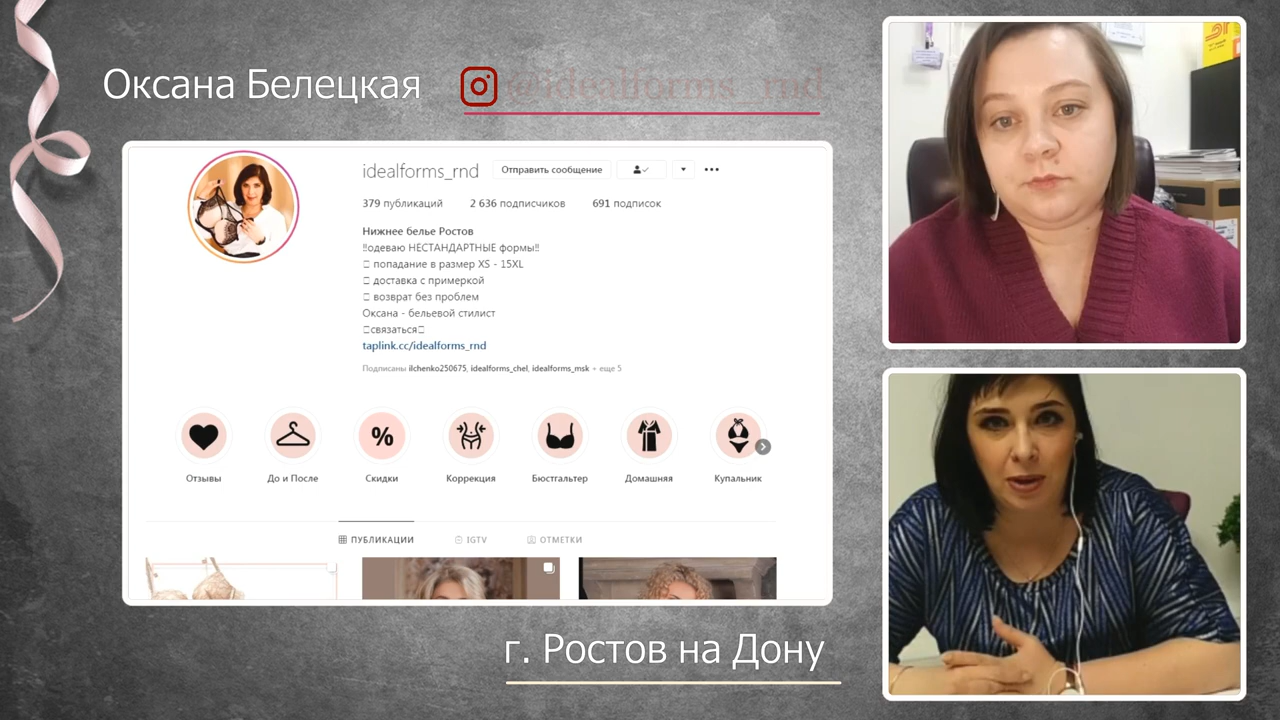 Оксана Белецкая
@idealforms_rnd
idealforms_rnd
Отправить сообщение
379 публикаций 2 636 подписчиков 691 подписок
Нижнее белье Ростов
‼одеваю НЕСТАНДАРТНЫЕ формы‼
попадание в размер XS - 15XL
доставка с примеркой
возврат без проблем
Оксана - бельевой стилист
связаться
taplink.cc/idealforms_rnd
Подписаны ilchenko250675, idealforms_chel, idealforms_msk + еще 5
%
Отзывы До и После Скидки Коррекция Бюстгальтер Домашняя Купальник
ПУБЛИКАЦИИ IGTV ОТМЕТКИ
г. Ростов на Дону